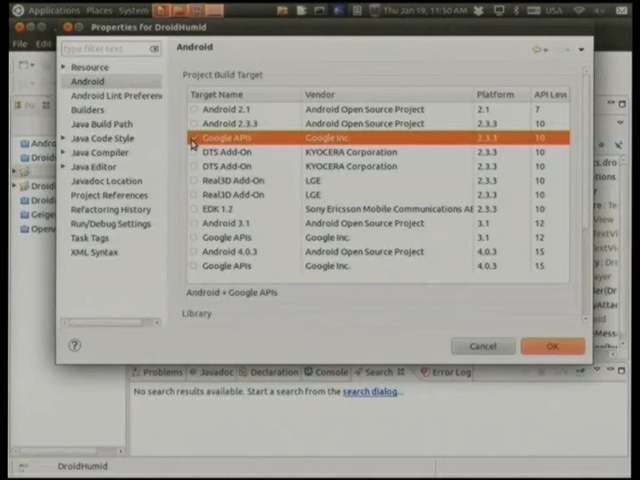 Applications Places System Thu Jan 19, 11:50 AM USA
Properties for DroidHumid
File Edit
type filter text
Android
Resource
Android
Android Lint Preferen
Builders
Java Build Path
Java Code Style
Java Compiler
Java Editor
Javadoc Location
Project References
Refactoring History
Run/Debug Settings
Task Tags
XML Syntax
Project Build Target
Target Name Vendor Platform API Lev
Android 2.1 Android Open Source Project 2.1 7
Android 2.3.3 Android Open Source Project 2.3.3 10
Google APIs Google Inc. 2.3.3 10
DTS Add-On KYOCERA Corporation 2.3.3 10
DTS Add-On KYOCERA Corporation 2.3.3 10
Real3D Add-On LGE 2.3.3 10
Real3D Add-On LGE 2.3.3 10
EDK 1.2 Sony Ericsson Mobile Communications AE 2.3.3 10
Android 3.1 Android Open Source Project 3.1 12
Google APIs Google Inc. 3.1 12
Android 4.0.3 Android Open Source Project 4.0.3 15
Google APIs Google Inc. 4.0.3 15
Android + Google APIs
Library
Cancel OK
Problems Javadoc Declaration Console Search Error Log
No search results available. Start a search from the search dialog...
DroidHumid